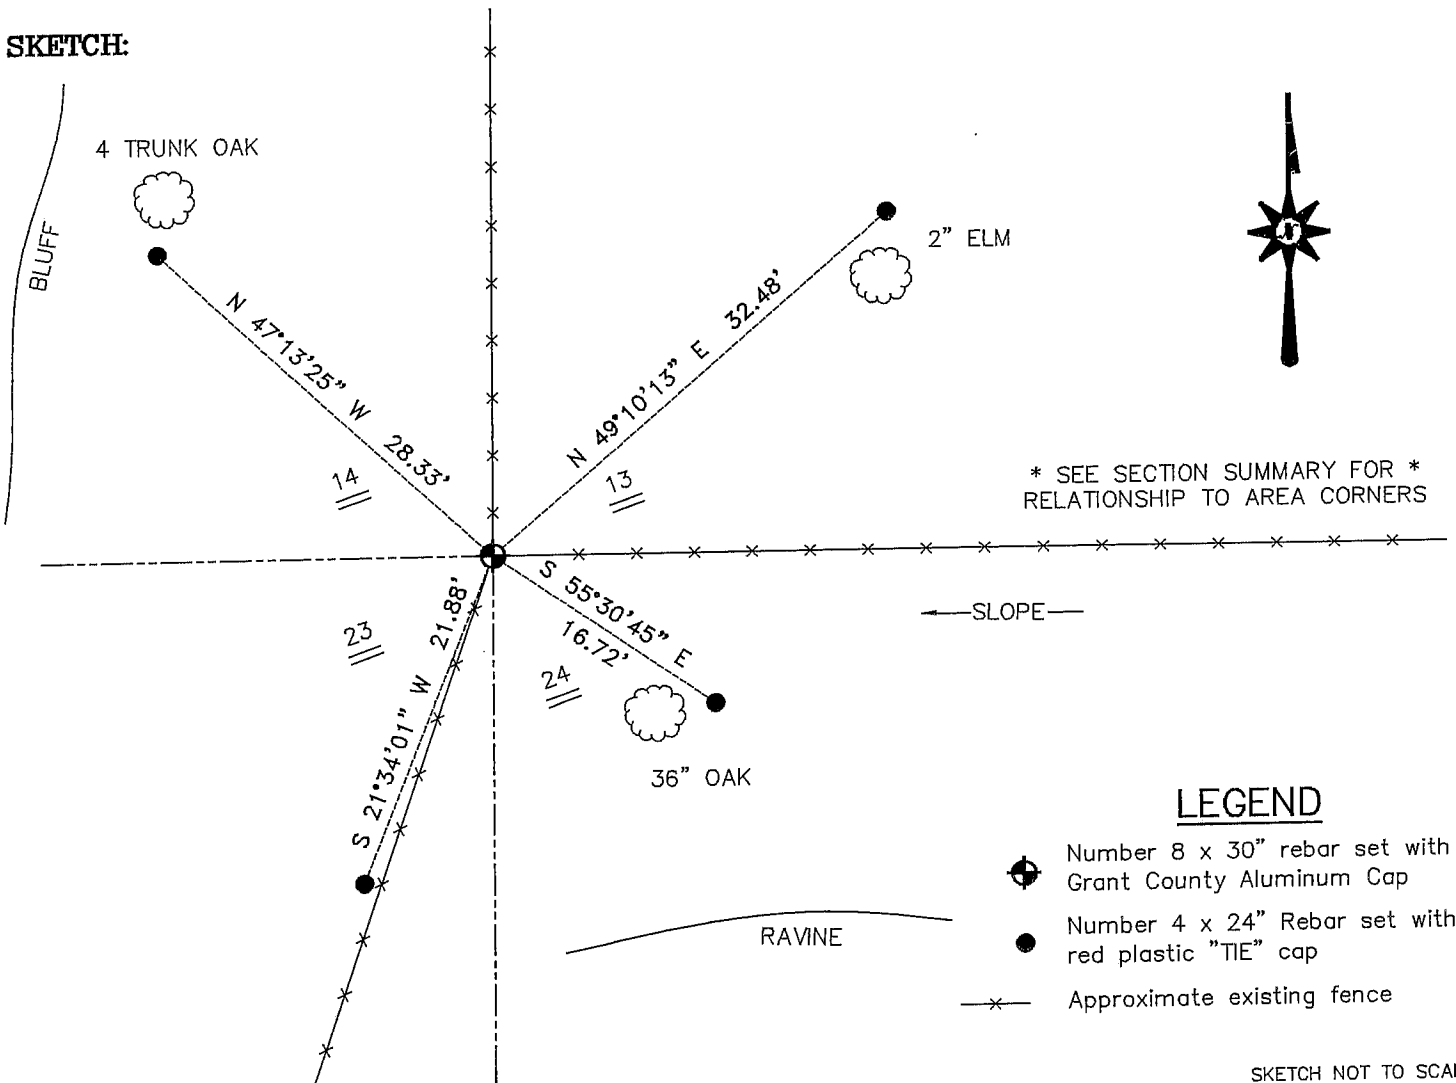 SKETCH:
4 TRUNK OAK
BLUFF
2" ELM
N 47°13'25" W 28.33'
N 49°10'13" E 32.48'
N
14
13
* SEE SECTION SUMMARY FOR *
RELATIONSHIP TO AREA CORNERS
S 55°30'45" E
16.72'
SLOPE
23
24
S 21°34'01" W 21.88'
36" OAK
LEGEND
Number 8 x 30" rebar set with
Grant County Aluminum Cap
Number 4 x 24" Rebar set with
red plastic "TIE" cap
Approximate existing fence
RAVINE
SKETCH NOT TO SCAL